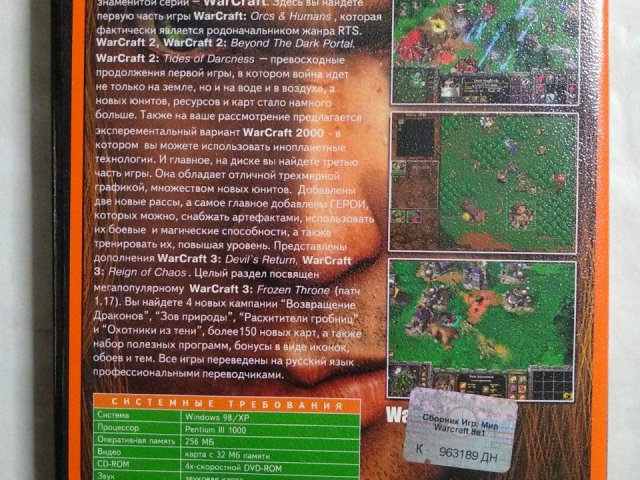 знаменитой серии – WarCraft. Здесь вы найдете
первую часть игры WarCraft: Orcs & Humans, которая
фактически является родоначальником жанра RTS.
WarCraft 2, WarCraft 2: Beyond The Dark Portal,
WarCraft 2: Tides of Darcness – превосходные
продолжения первой игры, в котором война идет
не только на земле, но и на воде и в воздухе, а
новых юнитов, ресурсов и карт стало намного
больше. Также на ваше рассмотрение предлагается
эксперементальный вариант WarCraft 2000 - в
котором вы можете использовать инопланетные
технологии. И главное, на диске вы найдете третью
часть игры. Она обладает отличной трехмерной
графикой, множеством новых юнитов. Добавлены
две новые рассы, а самое главное добавлены ГЕРОИ,
которых можно, снабжать артефактами, использовать
их боевые и магические способности, а также
тренировать их, повышая уровень. Представлены
дополнения WarCraft 3: Devil`s Return, WarCraft
3: Reign of Chaos. Целый раздел посвящен
мегапопулярному WarCraft 3: Frozen Throne (патч
1.17). Вы найдете 4 новых кампании “Возвращение
Драконов”, “Зов природы”, “Расхитители гробниц”
и “Охотники из тени”, более150 новых карт, а также
набор полезных программ, бонусы в виде иконок,
обоев и тем. Все игры переведены на русский язык
профессиональными переводчиками.
СИСТЕМНЫЕ ТРЕБОВАНИЯ
Система Windows 98/XP
Процессор Pentium III 1000
Оперативная память 256 МБ
Видео карта с 32 Мб памяти
CD-ROM 4х-скоростной DVD-ROM
Звук звуковая карта
Wa
Сборник Игр: Мир
Warcraft 8в1
К 963189 ДН